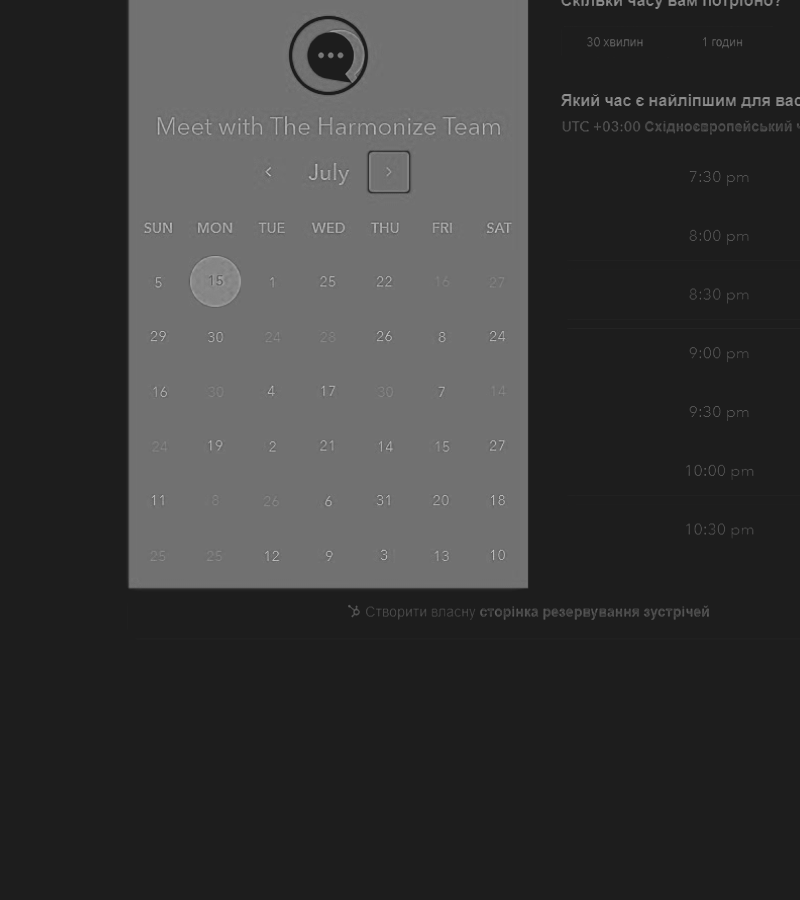 Скільки часу вам потрібно?
30 хвилин 1 годин
Meet with The Harmonize Team
July
SUN MON TUE WED THU FRI SAT
5 15 1 25 22 16 27
29 30 24 28 26 8 24
16 30 4 17 30 7 14
24 19 2 21 14 15 27
11 8 26 6 31 20 18
25 25 12 9 3 13 10
Який час є найліпшим для вас
UTC +03:00 Східноєвропейський ч
7:30 pm
8:00 pm
8:30 pm
9:00 pm
9:30 pm
10:00 pm
10:30 pm
Створити власну сторінка резервування зустрічей